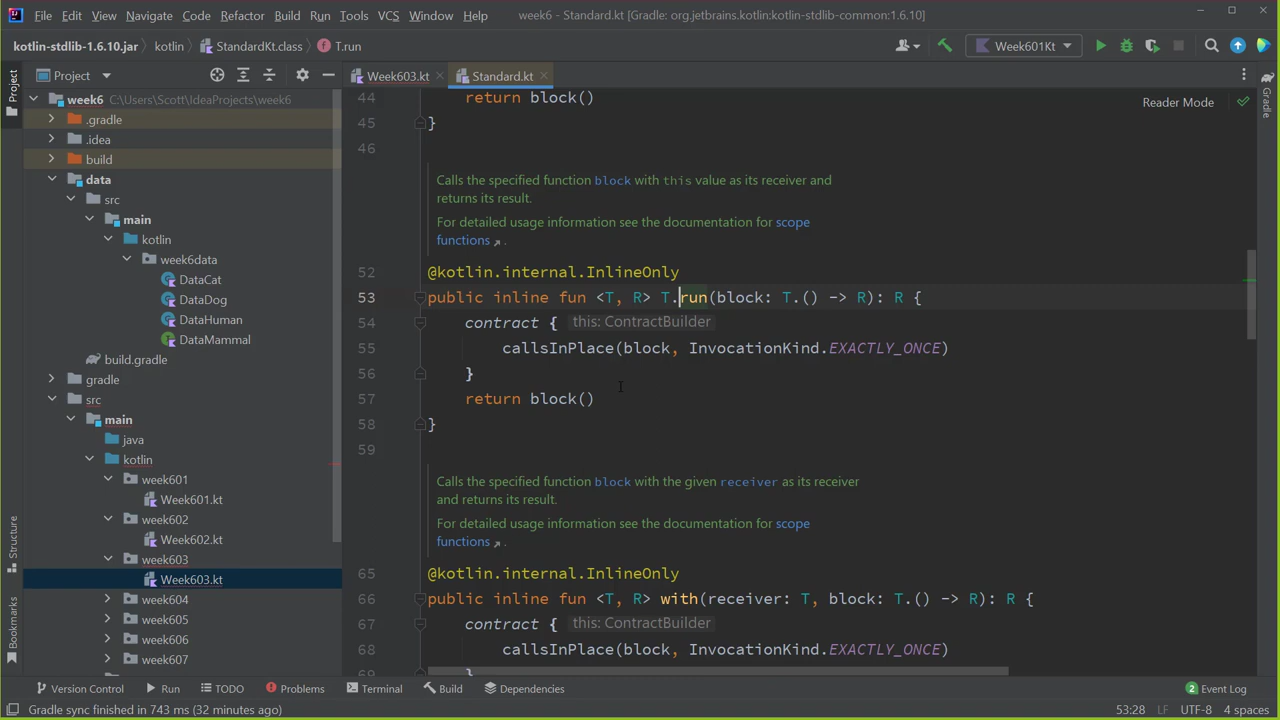 File Edit View Navigate Code Refactor Build Run Tools VCS Window Help week6 - Standard.kt [Gradle: org.jetbrains.kotlin:kotlin-stdlib-common:1.6.10]
kotlin-stdlib-1.6.10.jar kotlin StandardKt.class T.run Week601Kt
Project Week603.kt Standard.kt
week6 C:\Users\Scott\IdeaProjects\week6
.gradle
.idea
build
data
src
main
kotlin
week6data
DataCat
DataDog
DataHuman
DataMammal
build.gradle
gradle
src
main
java
kotlin
week601
Week601.kt
week602
Week602.kt
week603
Week603.kt
week604
week605
week606
week607
Project
Structure
Bookmarks
44 return block()
Reader Mode
45 }
46
Calls the specified function block with this value as its receiver and
returns its result.
For detailed usage information see the documentation for scope
functions .
52 @kotlin.internal.InlineOnly
53 public inline fun <T, R> T.run(block: T.() -> R): R {
54 contract { this: ContractBuilder
55 callsInPlace(block, InvocationKind.EXACTLY_ONCE)
56 }
57 return block()
58 }
59
Calls the specified function block with the given receiver as its receiver
and returns its result.
For detailed usage information see the documentation for scope
functions .
65 @kotlin.internal.InlineOnly
66 public inline fun <T, R> with(receiver: T, block: T.() -> R): R {
67 contract { this: ContractBuilder
68 callsInPlace(block, InvocationKind.EXACTLY_ONCE)
69 }
Gradle
Version Control Run TODO Problems Terminal Build Dependencies 2 Event Log
Gradle sync finished in 743 ms (32 minutes ago) 53:28 LF UTF-8 4 spaces